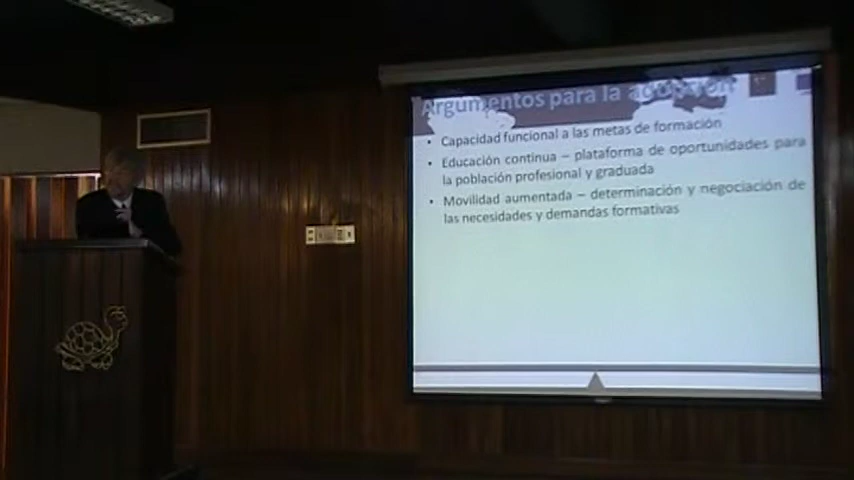 Argumentos para la adopción
• Capacidad funcional a las metas de formación
• Educación continua – plataforma de oportunidades para
la población profesional y graduada
• Movilidad aumentada – determinación y negociación de
las necesidades y demandas formativas